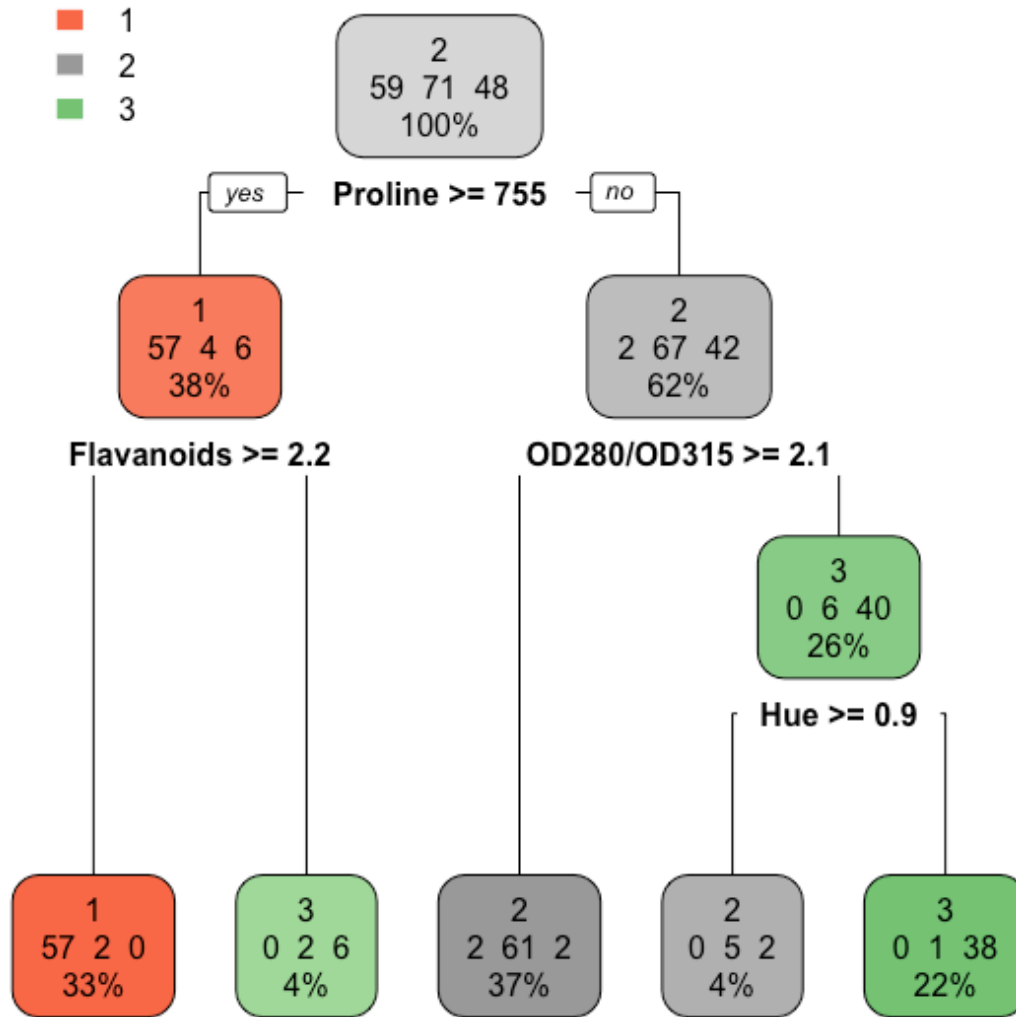 1
2
3
2
59 71 48
100%
yes Proline >= 755 no
1
57 4 6
38%
2
2 67 42
62%
Flavanoids >= 2.2
OD280/OD315 >= 2.1
3
0 6 40
26%
Hue >= 0.9
1
57 2 0
33%
3
0 2 6
4%
2
2 61 2
37%
2
0 5 2
4%
3
0 1 38
22%